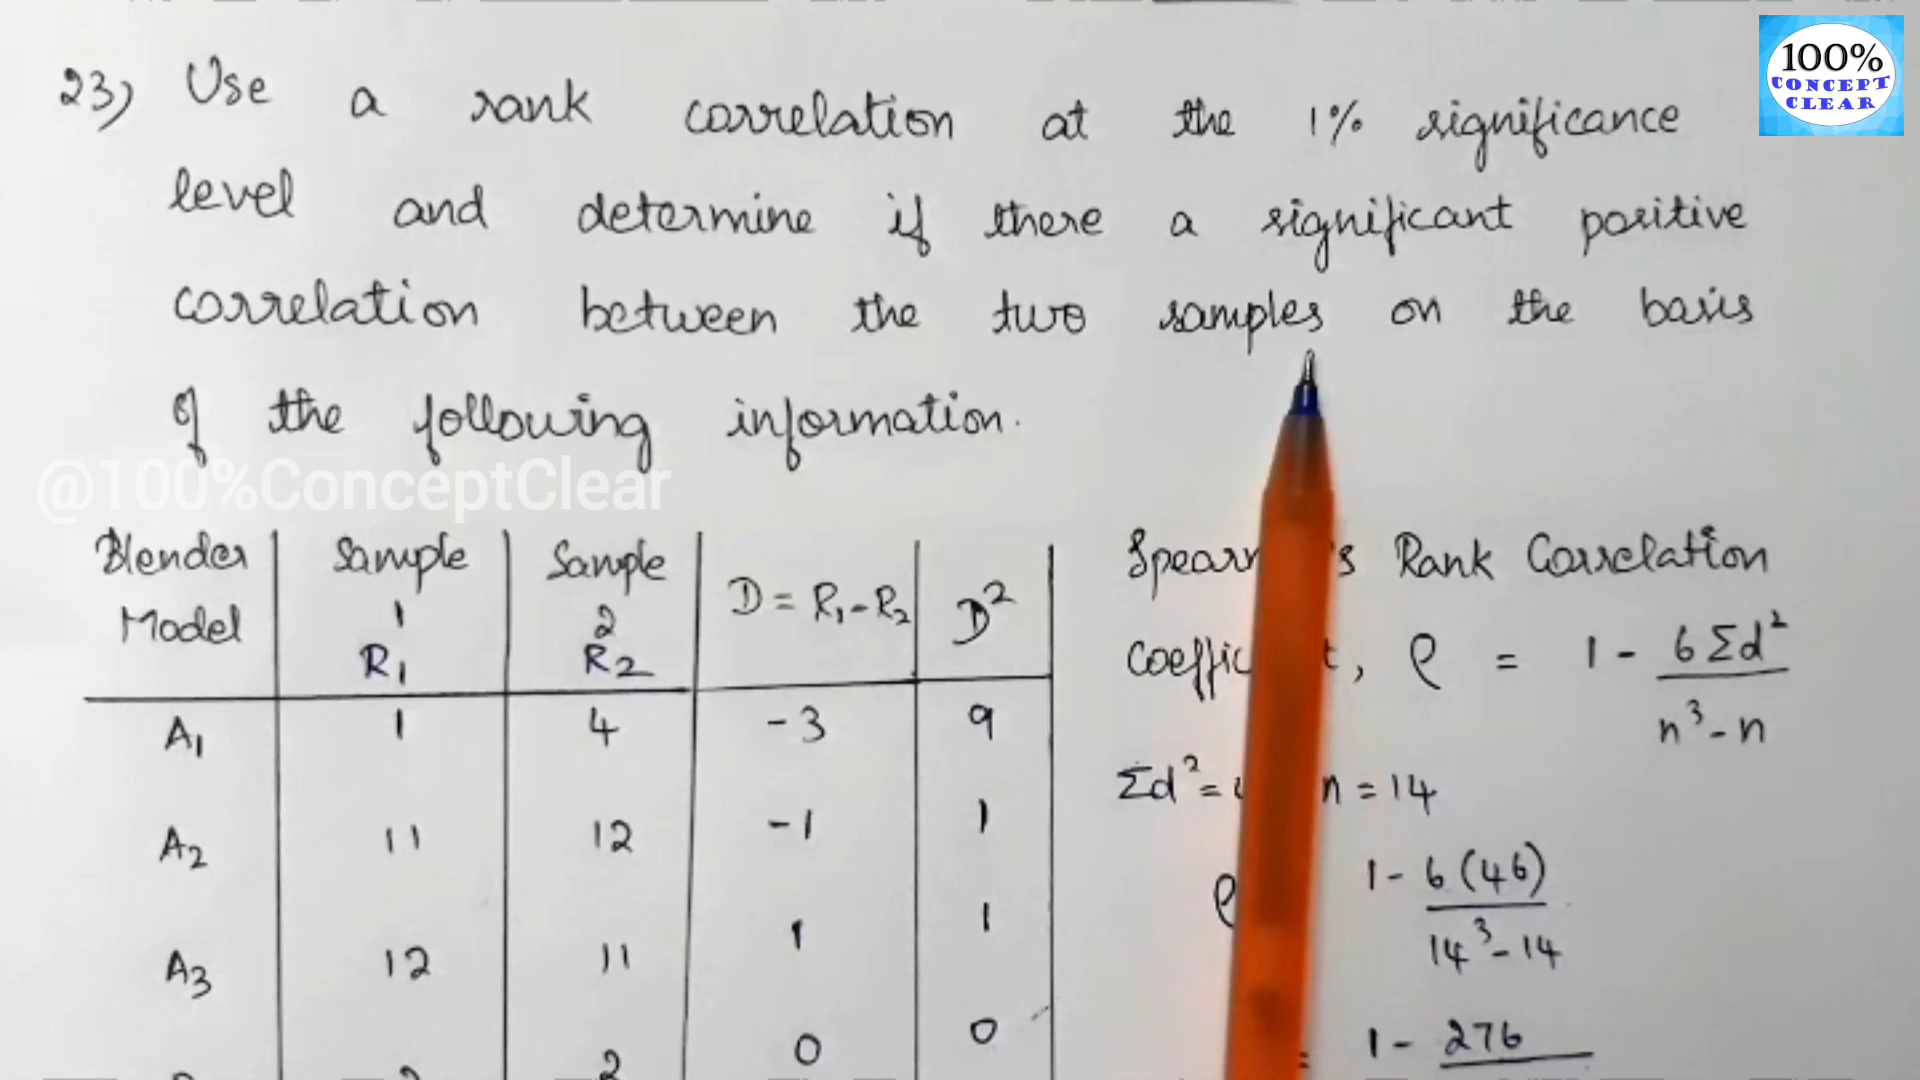 100%
CONCEPT
CLEAR
23) Use a rank correlation at the 1% significance
level and determine if there a significant positive
correlation between the two samples on the basis
of the following information.
@100%ConceptClear
Blender Model | Sample 1 R₁ | Sample 2 R₂ | D = R₁-R₂ | D²
A₁ | 1 | 4 | -3 | 9
A₂ | 11 | 12 | -1 | 1
A₃ | 12 | 11 | 1 | 1
2 | 2 | 0 | 0
Rank Correlation
ρ = 1 - 6Σd² / n³-n
Σd² = n = 14
ρ 1 - 6(46) / 14³-14
= 1 - 276